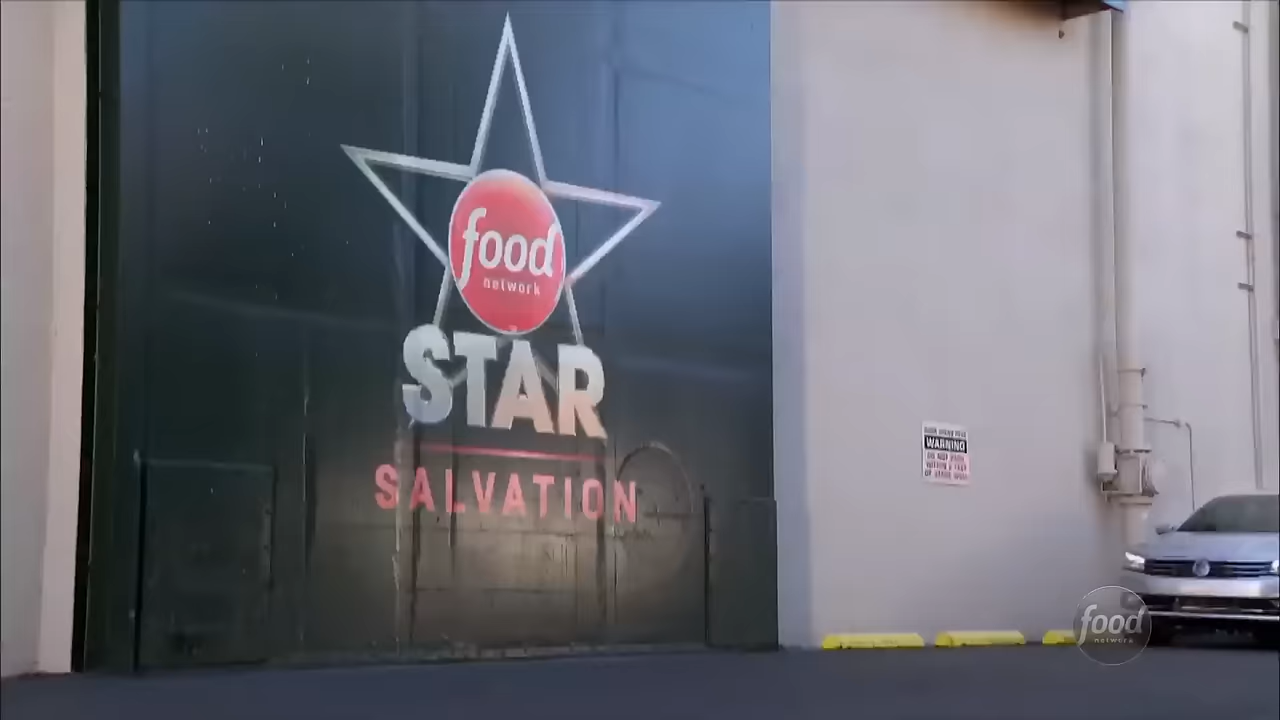 food
network
STAR
SALVATION
WARNING
food
network